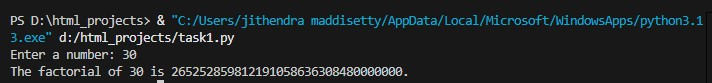 PS D:\html_projects> & "C:/Users/jithendra maddisetty/AppData/Local/Microsoft/WindowsApps/python3.1
3.exe" d:/html_projects/task1.py
Enter a number: 30
The factorial of 30 is 265252859812191058636308480000000.